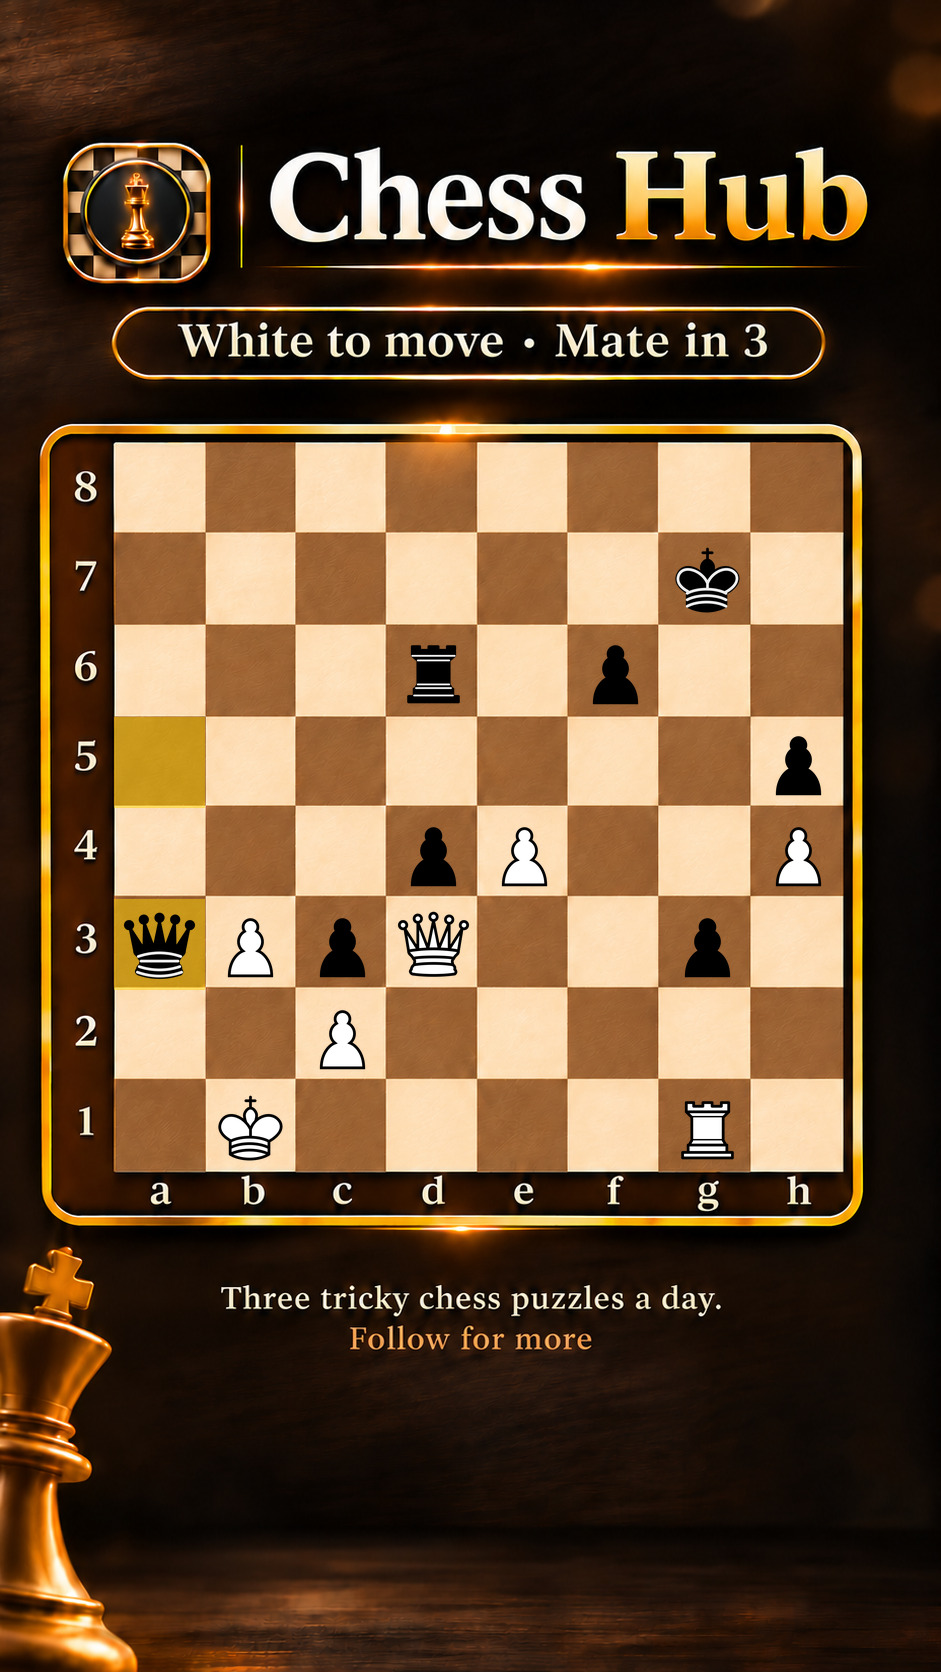 Chess Hub
White to move • Mate in 3
8
7
6
5
4
3
2
1
a b c d e f g h
Three tricky chess puzzles a day.
Follow for more